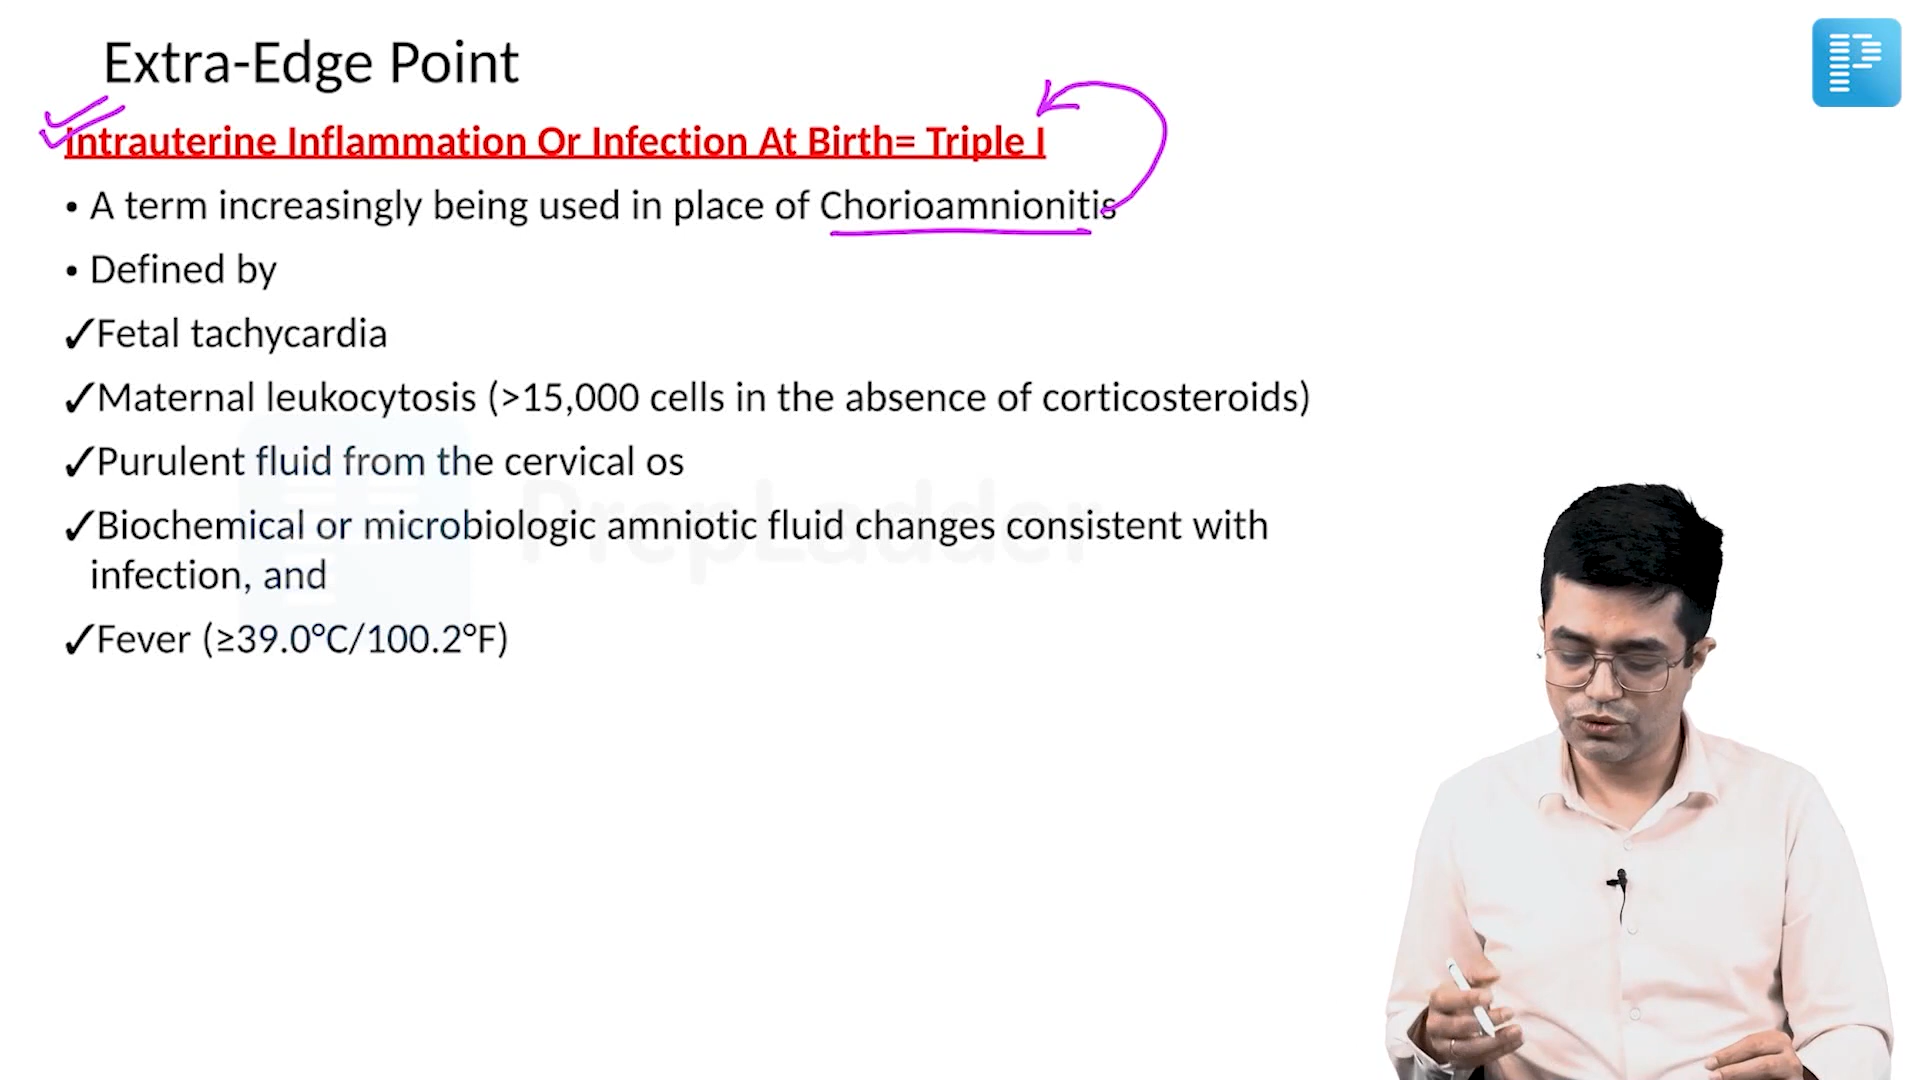 Extra-Edge Point
Intrauterine Inflammation Or Infection At Birth= Triple I
• A term increasingly being used in place of Chorioamnionitis
• Defined by
✓Fetal tachycardia
✓Maternal leukocytosis (>15,000 cells in the absence of corticosteroids)
✓Purulent fluid from the cervical os
PrepLadder
✓Biochemical or microbiologic amniotic fluid changes consistent with
infection, and
✓Fever (≥39.0°C/100.2°F)